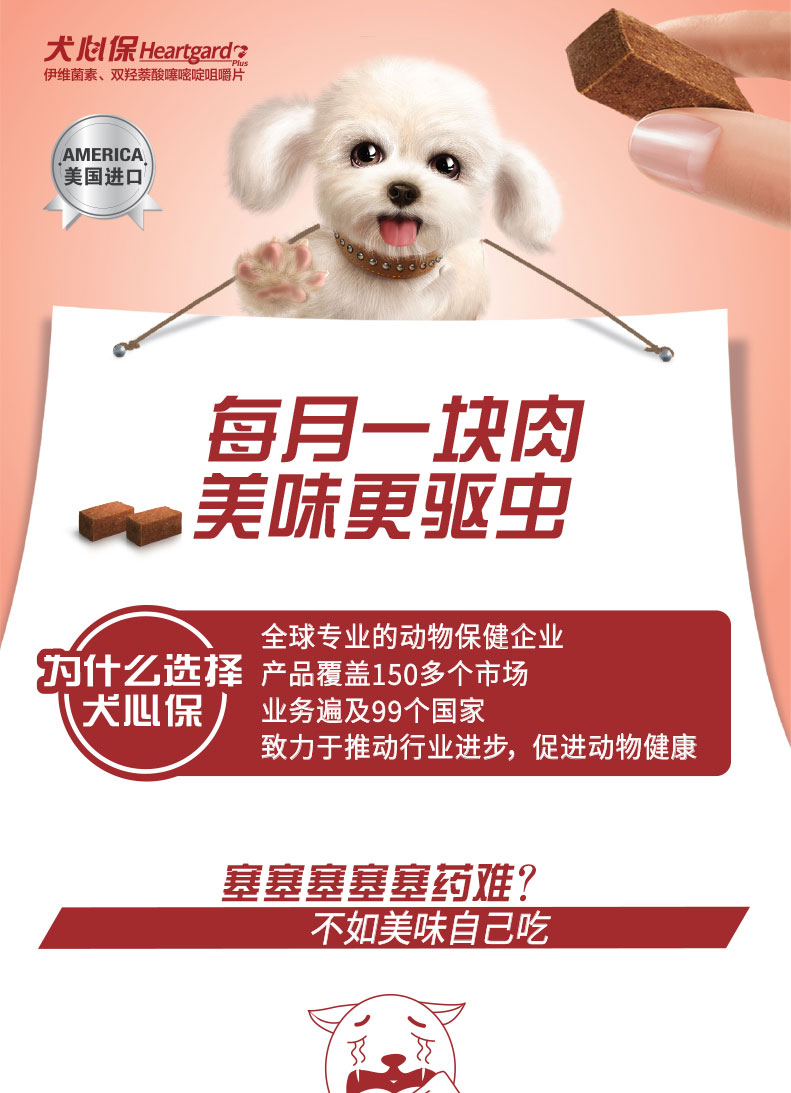 犬心保 Heartgard Plus
伊维菌素、双羟萘酸噻嘧啶咀嚼片
AMERICA
美国进口
每月一块肉
美味更驱虫
为什么选择
犬心保
全球专业的动物保健企业
产品覆盖150多个市场
业务遍及99个国家
致力于推动行业进步，促进动物健康
塞塞塞塞塞药难？
不如美味自己吃